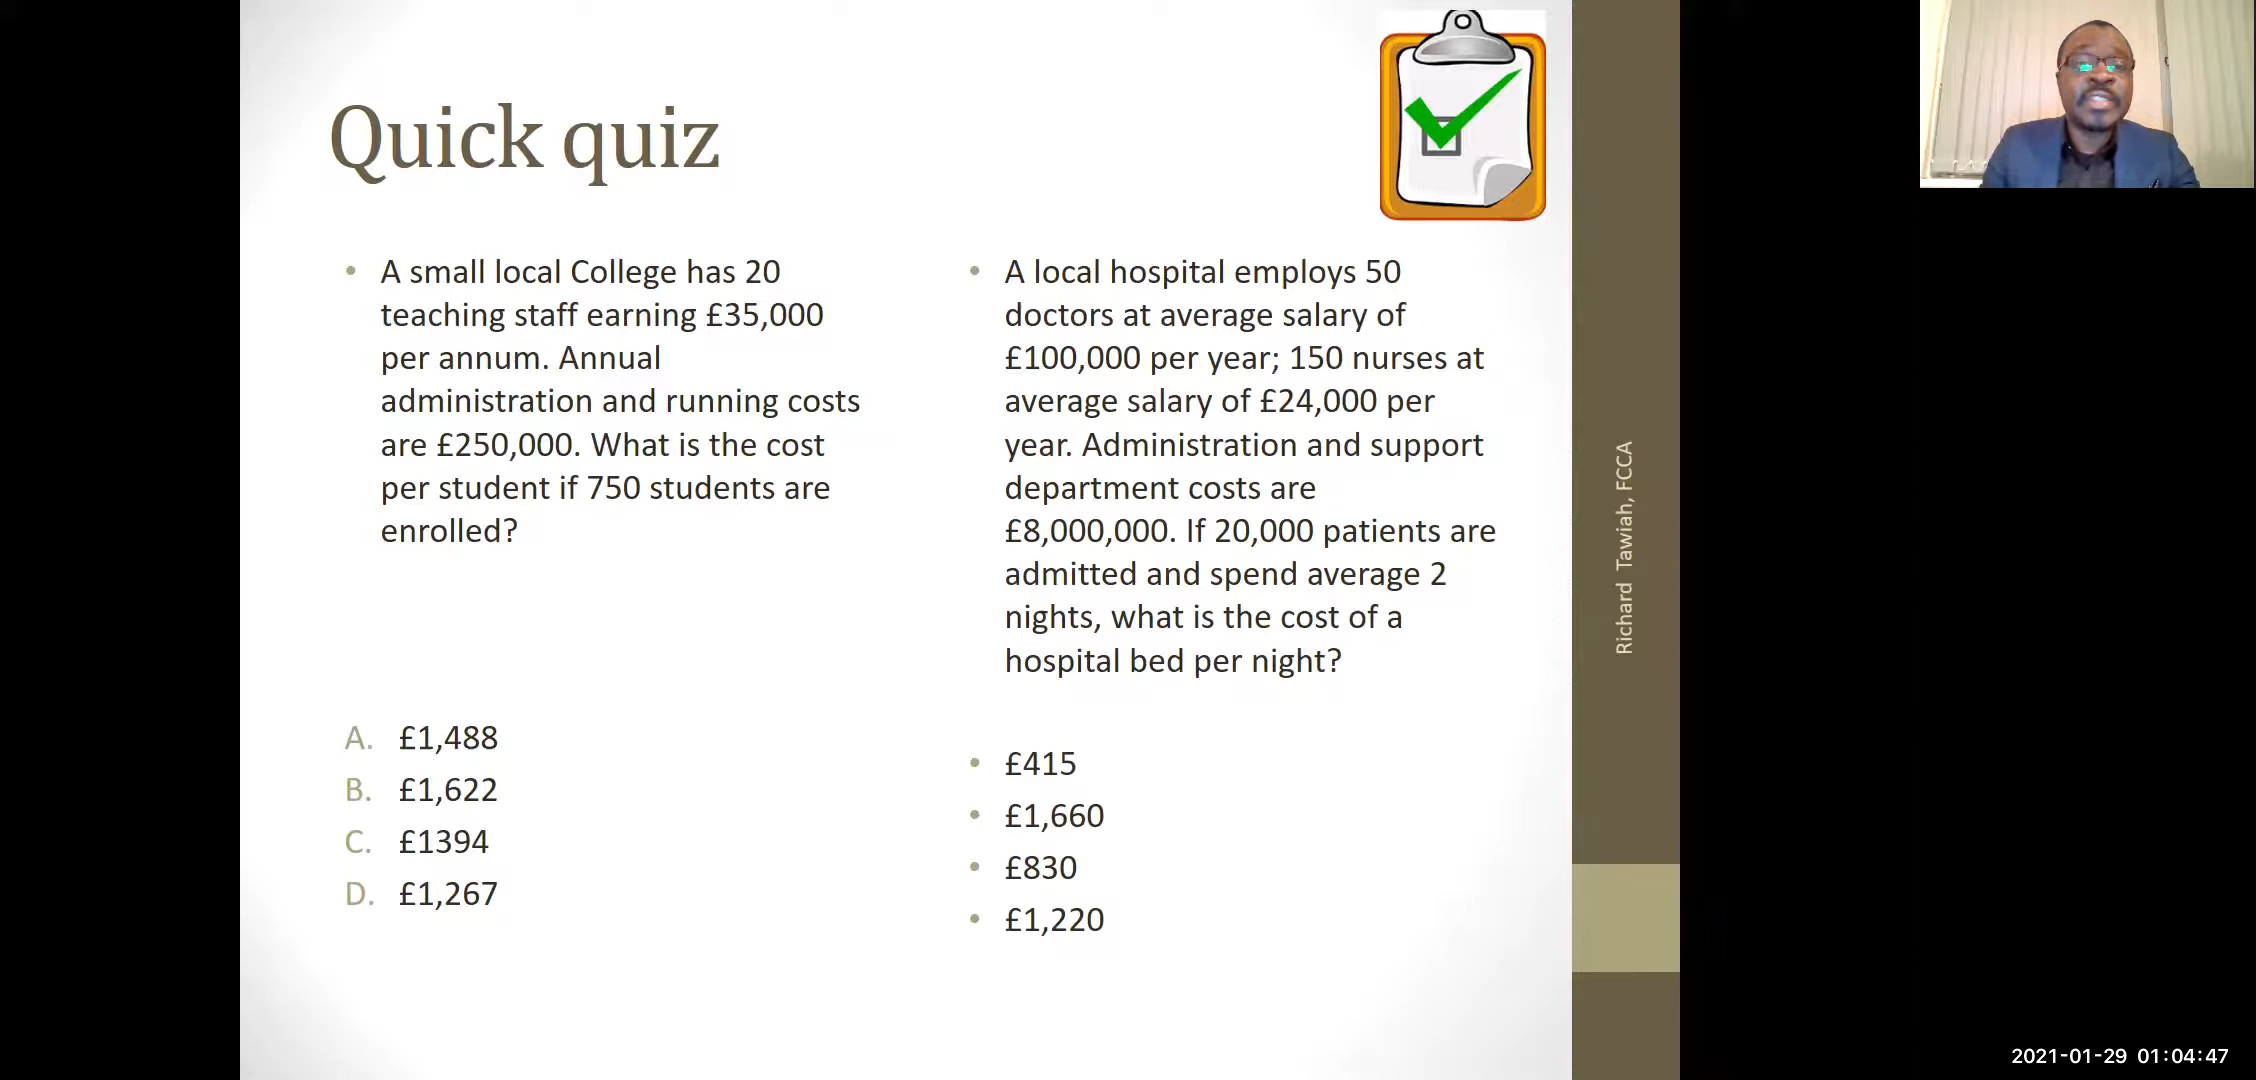 Quick quiz
• A small local College has 20
teaching staff earning £35,000
per annum. Annual
administration and running costs
are £250,000. What is the cost
per student if 750 students are
enrolled?
A. £1,488
B. £1,622
C. £1394
D. £1,267
• A local hospital employs 50
doctors at average salary of
£100,000 per year; 150 nurses at
average salary of £24,000 per
year. Administration and support
department costs are
£8,000,000. If 20,000 patients are
admitted and spend average 2
nights, what is the cost of a
hospital bed per night?
• £415
• £1,660
• £830
• £1,220
Richard Tawiah, FCCA
2021-01-29 01:04:47